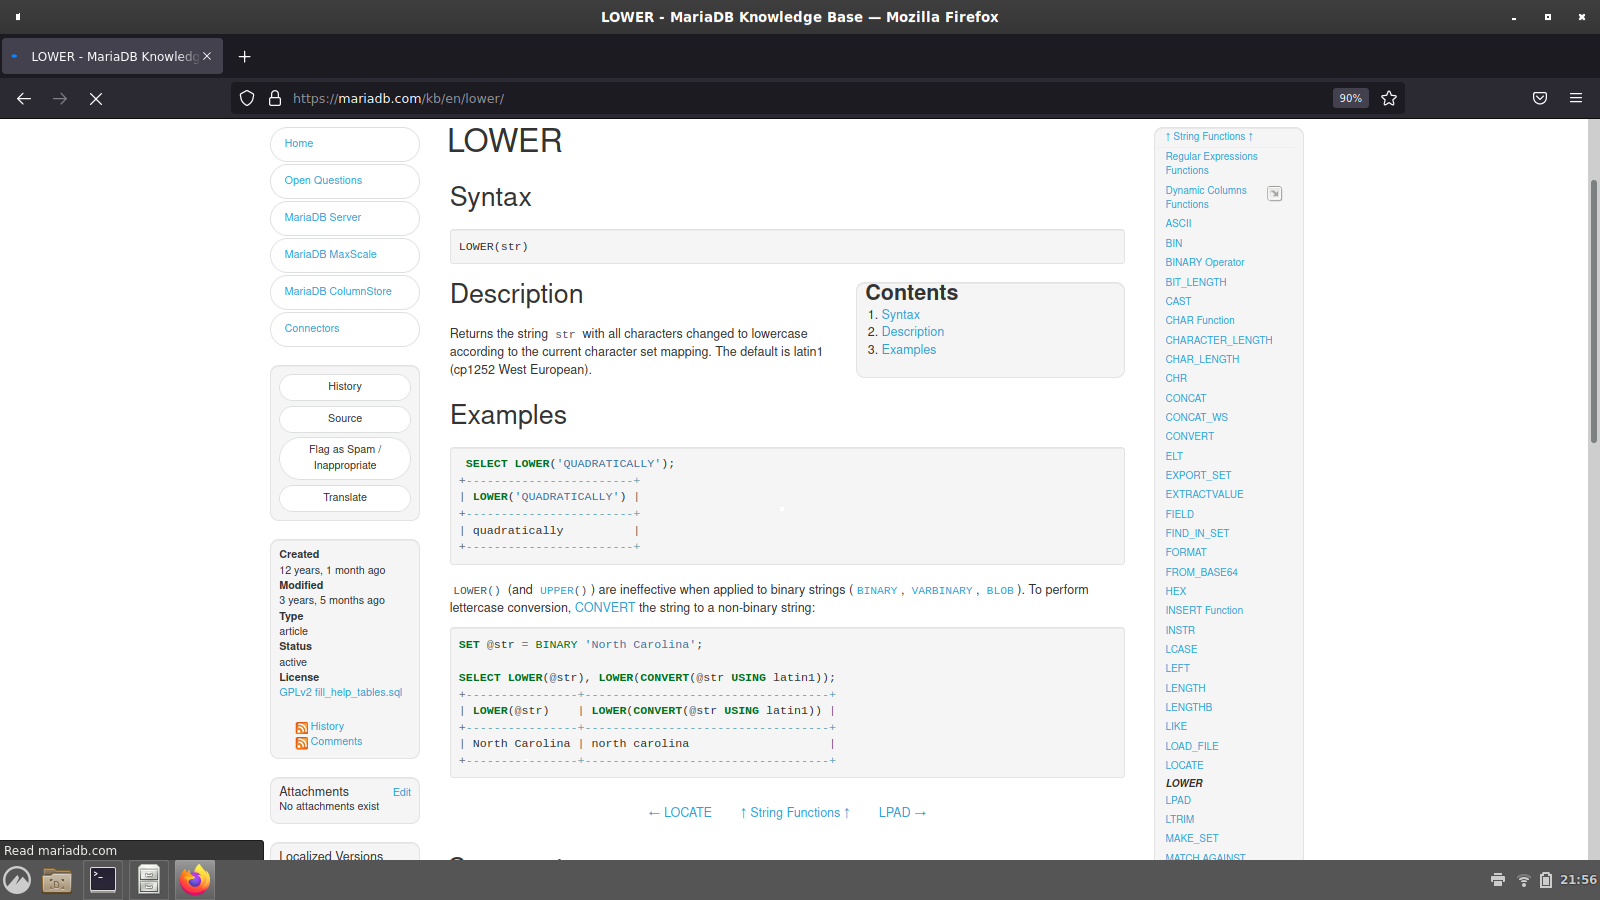 LOWER - MariaDB Knowledge Base — Mozilla Firefox
LOWER - MariaDB Knowledg
https://mariadb.com/kb/en/lower/
90%
Home
Open Questions
MariaDB Server
MariaDB MaxScale
MariaDB ColumnStore
Connectors
History
Source
Flag as Spam /
Inappropriate
Translate
Created
12 years, 1 month ago
Modified
3 years, 5 months ago
Type
article
Status
active
License
GPLv2 fill_help_tables.sql
History
Comments
Attachments Edit
No attachments exist
Localized Versions
LOWER
Syntax
LOWER(str)
Description
Returns the string str with all characters changed to lowercase
according to the current character set mapping. The default is latin1
(cp1252 West European).
Contents
1. Syntax
2. Description
3. Examples
Examples
SELECT LOWER('QUADRATICALLY');
+------------------------+
| LOWER('QUADRATICALLY') |
+------------------------+
| quadratically          |
+------------------------+
LOWER() (and UPPER()) are ineffective when applied to binary strings (BINARY, VARBINARY, BLOB). To perform
lettercase conversion, CONVERT the string to a non-binary string:
SET @str = BINARY 'North Carolina';
SELECT LOWER(@str), LOWER(CONVERT(@str USING latin1));
+----------------+-----------------------------------+
| LOWER(@str)    | LOWER(CONVERT(@str USING latin1)) |
+----------------+-----------------------------------+
| North Carolina | north carolina                    |
+----------------+-----------------------------------+
← LOCATE ↑ String Functions ↑ LPAD →
↑ String Functions ↑
Regular Expressions
Functions
Dynamic Columns
Functions
ASCII
BIN
BINARY Operator
BIT_LENGTH
CAST
CHAR Function
CHARACTER_LENGTH
CHAR_LENGTH
CHR
CONCAT
CONCAT_WS
CONVERT
ELT
EXPORT_SET
EXTRACTVALUE
FIELD
FIND_IN_SET
FORMAT
FROM_BASE64
HEX
INSERT Function
INSTR
LCASE
LEFT
LENGTH
LENGTHB
LIKE
LOAD_FILE
LOCATE
LOWER
LPAD
LTRIM
MAKE_SET
MATCH AGAINST
Read mariadb.com
21:56